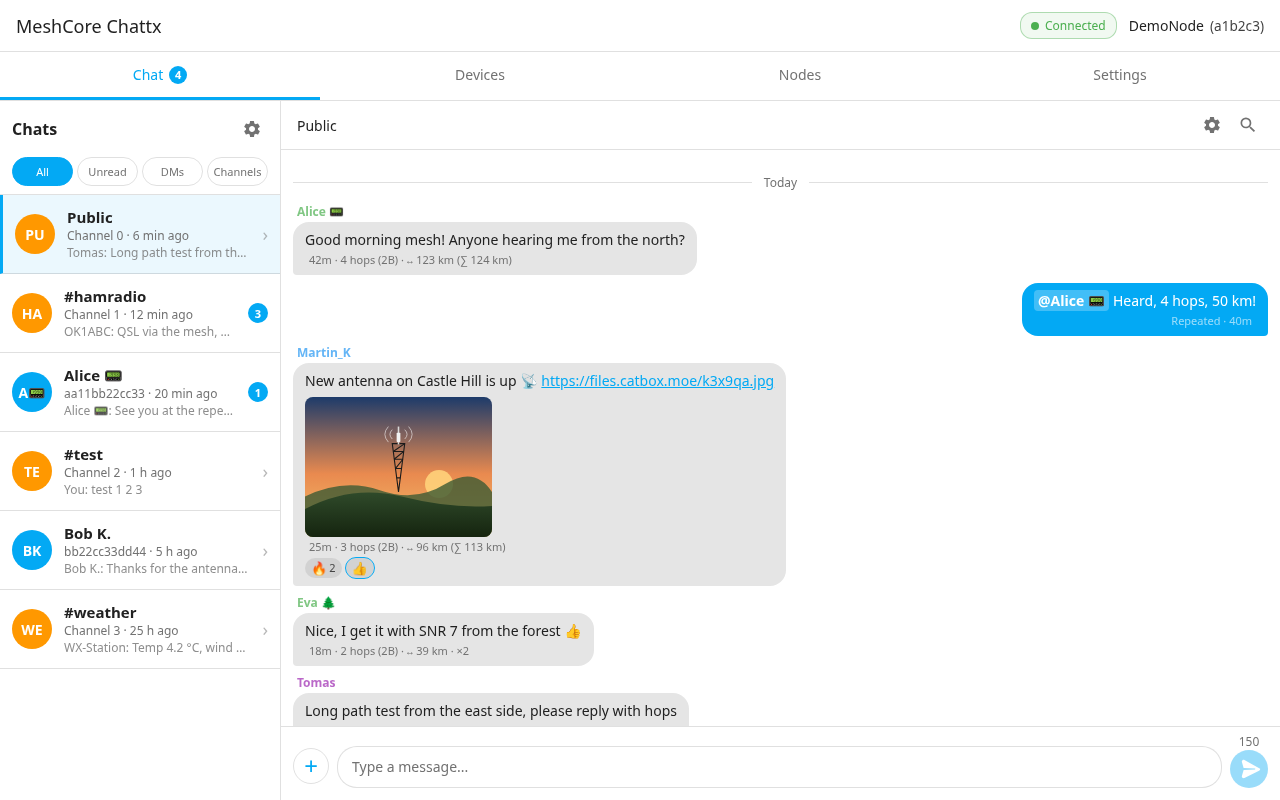 MeshCore Chattx
Connected
DemoNode (a1b2c3)
Chat 4
Devices
Nodes
Settings
Chats
All
Unread
DMs
Channels
PU
Public
Channel 0 · 6 min ago
Tomas: Long path test from th...
HA
#hamradio
Channel 1 · 12 min ago
OK1ABC: QSL via the mesh, ...
3
A📟
Alice 📟
aa11bb22cc33 · 20 min ago
Alice 📟: See you at the repe...
1
TE
#test
Channel 2 · 1 h ago
You: test 1 2 3
BK
Bob K.
bb22cc33dd44 · 5 h ago
Bob K.: Thanks for the antenna...
WE
#weather
Channel 3 · 25 h ago
WX-Station: Temp 4.2 °C, wind ...
Public
Today
Alice 📟
Good morning mesh! Anyone hearing me from the north?
42m · 4 hops (2B) · ↔ 123 km (∑ 124 km)
@Alice 📟 Heard, 4 hops, 50 km!
Repeated · 40m
Martin_K
New antenna on Castle Hill is up 📡 https://files.catbox.moe/k3x9qa.jpg
25m · 3 hops (2B) · ↔ 96 km (∑ 113 km)
🔥 2 👍
Eva 🌲
Nice, I get it with SNR 7 from the forest 👍
18m · 2 hops (2B) · ↔ 39 km · ×2
Tomas
Long path test from the east side, please reply with hops
Type a message...
150